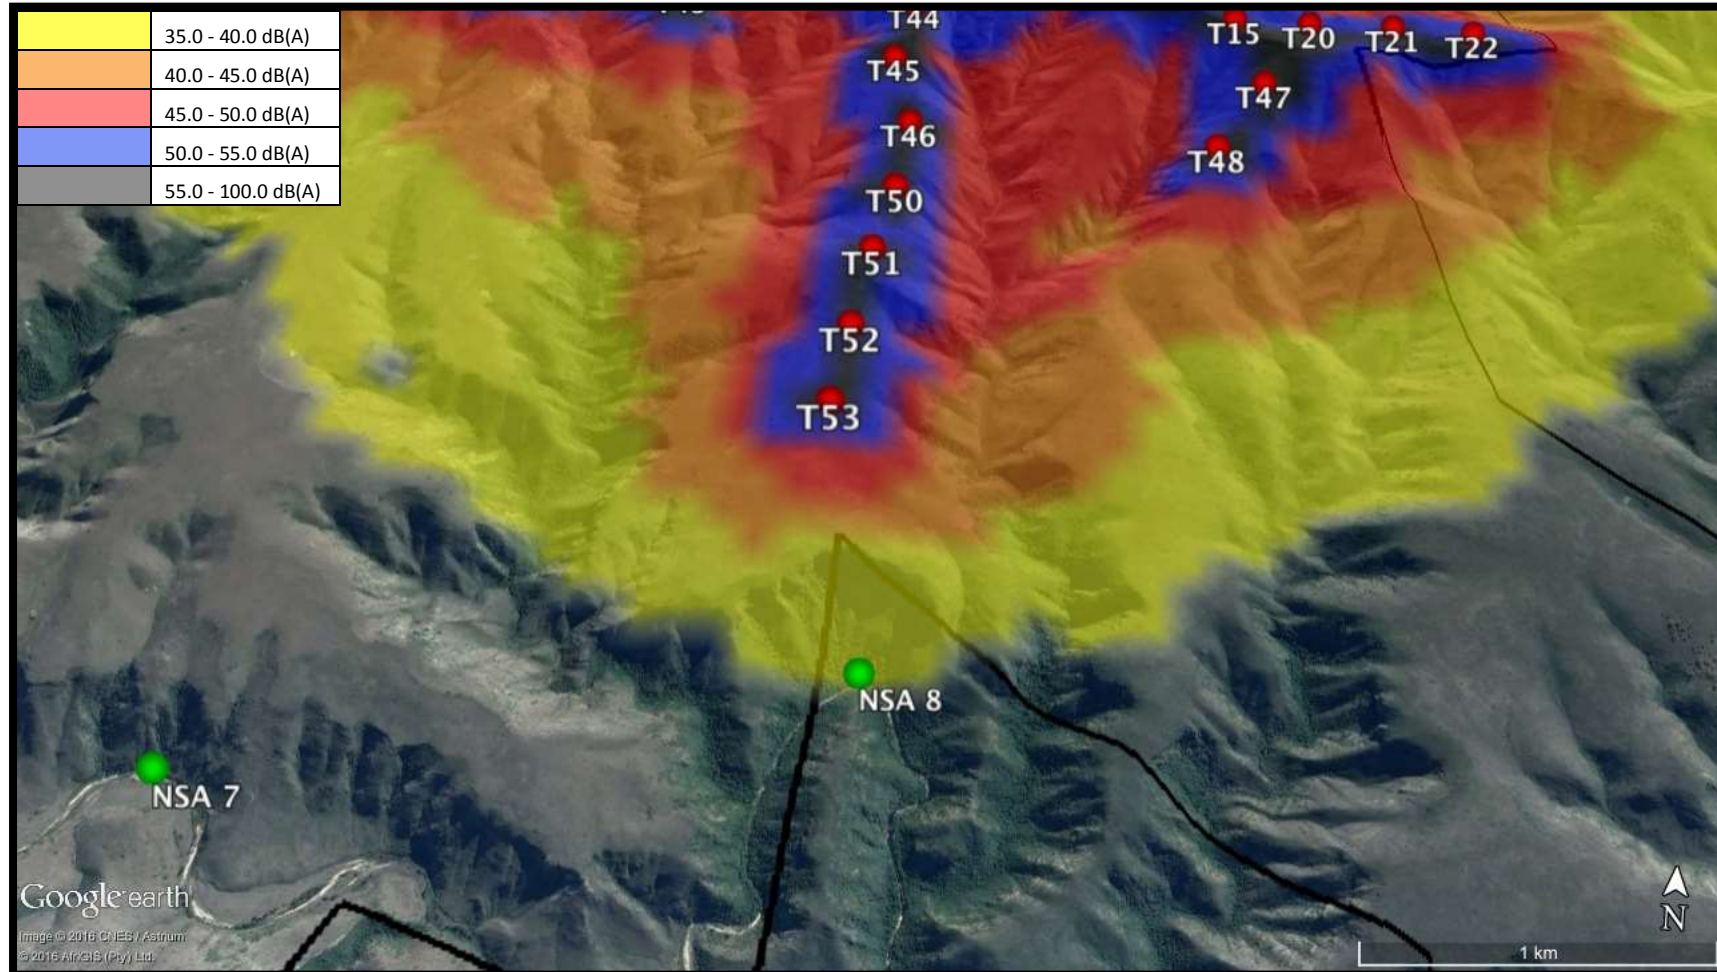 35.0 - 40.0 dB(A)
40.0 - 45.0 dB(A)
45.0 - 50.0 dB(A)
50.0 - 55.0 dB(A)
55.0 - 100.0 dB(A)
T44
T15
T20
T21
T22
T45
T47
T46
T48
T50
T51
T52
T53
NSA 8
NSA 7
Google earth
Image © 2016 CNES / Astrium
© 2016 AfriGIS (Pty) Ltd.
N
1 km